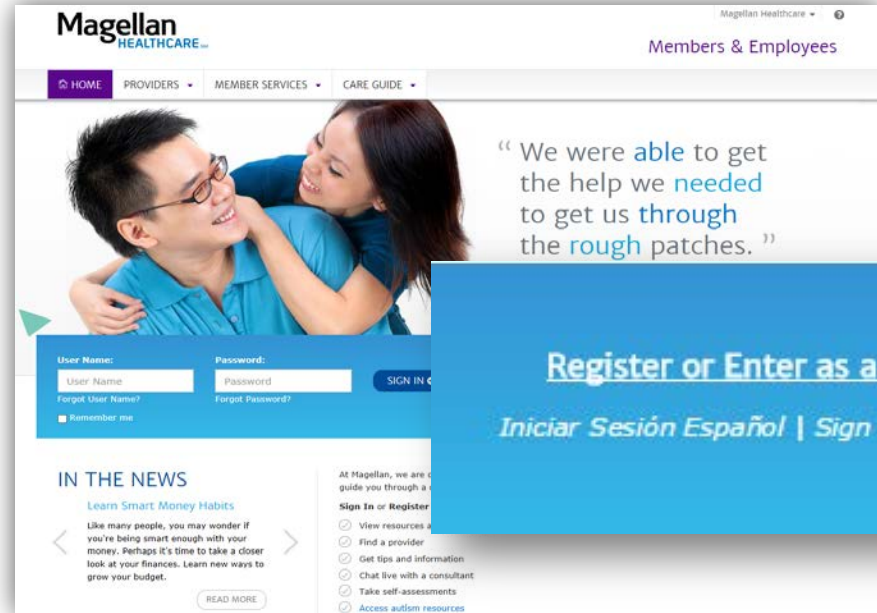 Magellan
HEALTHCARE
Magellan Healthcare
Members & Employees
HOME PROVIDERS MEMBER SERVICES CARE GUIDE
“ We were able to get
the help we needed
to get us through
the rough patches. ”
User Name: Password:
User Name Password SIGN IN
Forgot User Name? Forgot Password?
Remember me
Register or Enter as a
Iniciar Sesión Español | Sign
IN THE NEWS
Learn Smart Money Habits
Like many people, you may wonder if
you're being smart enough with your
money. Perhaps it's time to take a closer
look at your finances. Learn new ways to
grow your budget.
READ MORE
At Magellan, we are
guide you through a
Sign In or Register
View resources
Find a provider
Get tips and information
Chat live with a consultant
Take self-assessments
Access autism resources